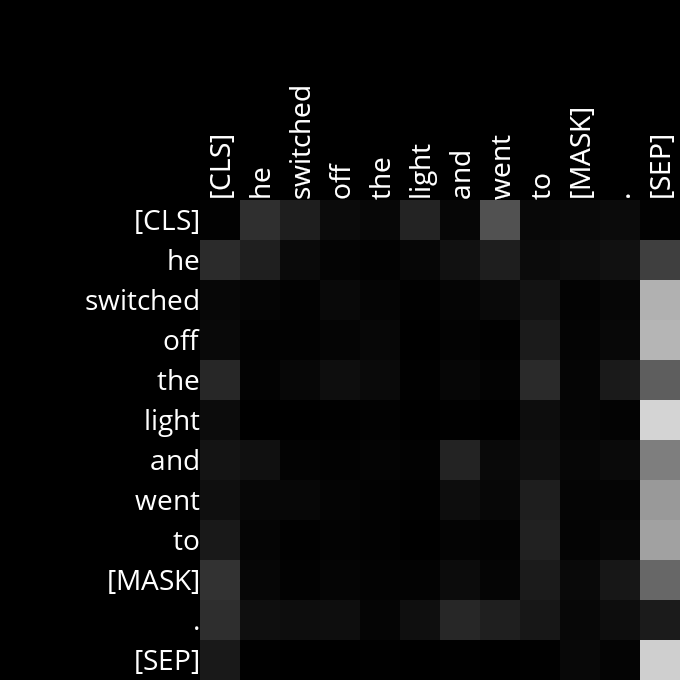 [CLS] he switched off the light and went to [MASK] . [SEP]
[CLS]
he
switched
off
the
light
and
went
to
[MASK]
.
[SEP]